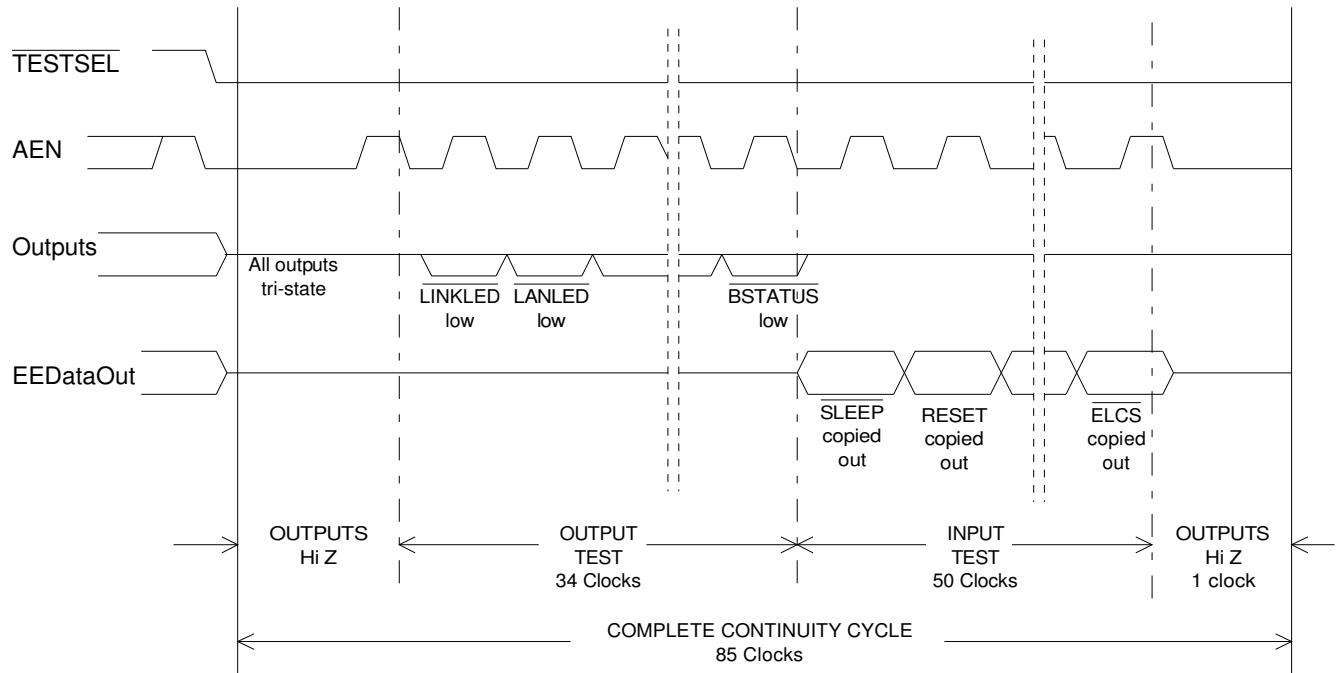 TESTSEL
AEN
Outputs
All outputs
tri-state
LINKLED
low
LANLED
low
BSTATUS
low
EEDataOut
SLEEP
copied
out
RESET
copied
out
ELCS
copied
out
OUTPUTS
Hi Z
OUTPUT
TEST
34 Clocks
INPUT
TEST
50 Clocks
OUTPUTS
Hi Z
1 clock
COMPLETE CONTINUITY CYCLE
85 Clocks